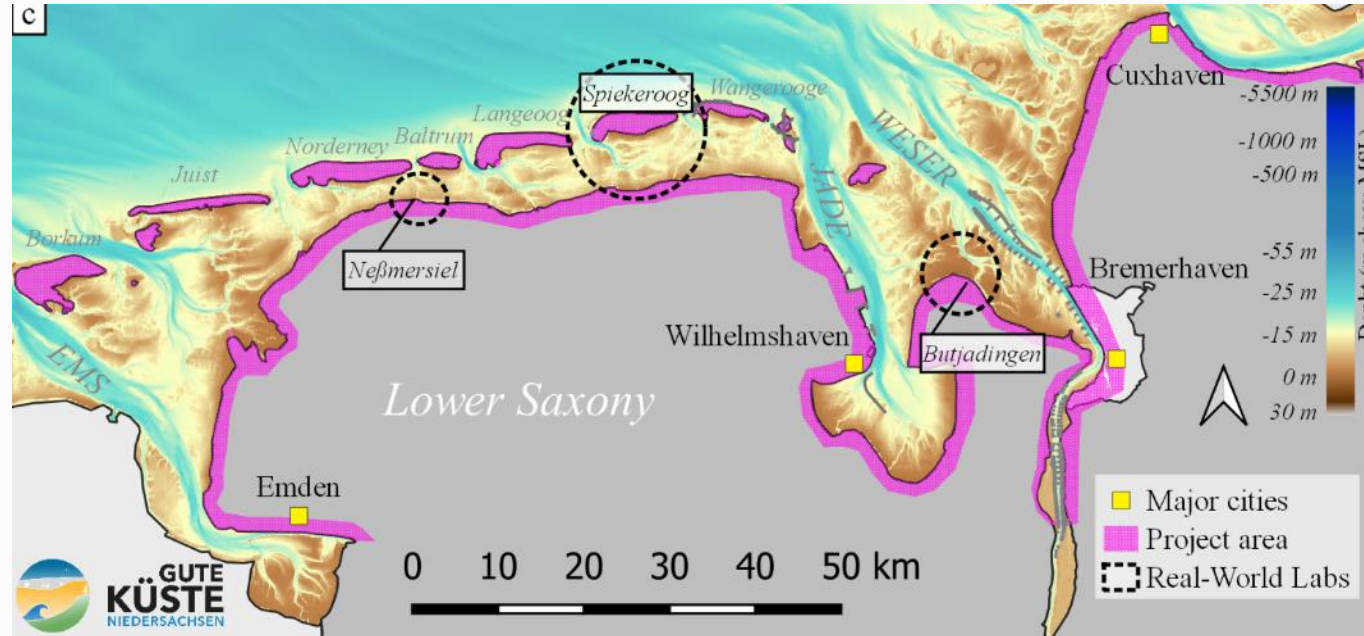 c
Spiekeroog
Wangerooge
Langeoog
Baltrum
Norderney
Juist
Borkum
Neßmersiel
EMS
JADE
WESER
Cuxhaven
Bremerhaven
Wilhelmshaven
Butjadingen
Lower Saxony
Emden
-5500 m
-1000 m
-500 m
-55 m
-25 m
-15 m
0 m
30 m
0 10 20 30 40 50 km
Major cities
Project area
Real-World Labs
GUTE
KÜSTE
NIEDERSACHSEN